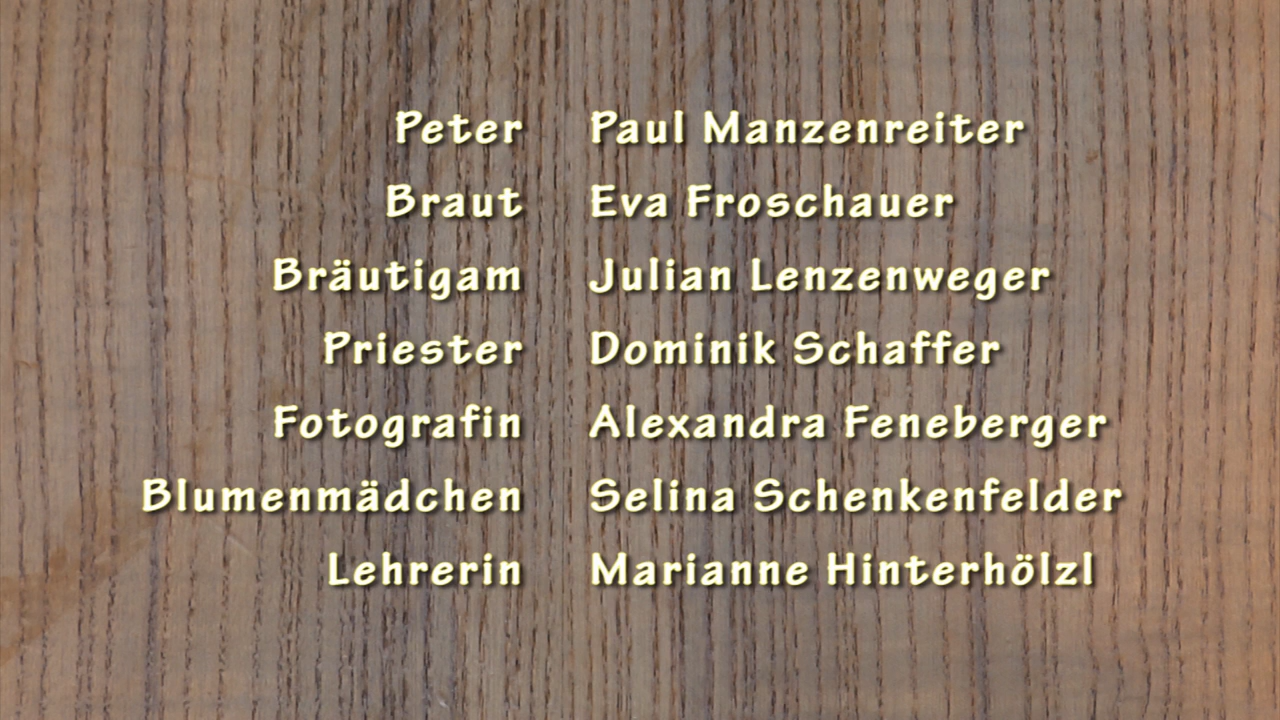 Peter Paul Manzenreiter
Braut Eva Froschauer
Bräutigam Julian Lenzenweger
Priester Dominik Schaffer
Fotografin Alexandra Feneberger
Blumenmädchen Selina Schenkenfelder
Lehrerin Marianne Hinterhölzl